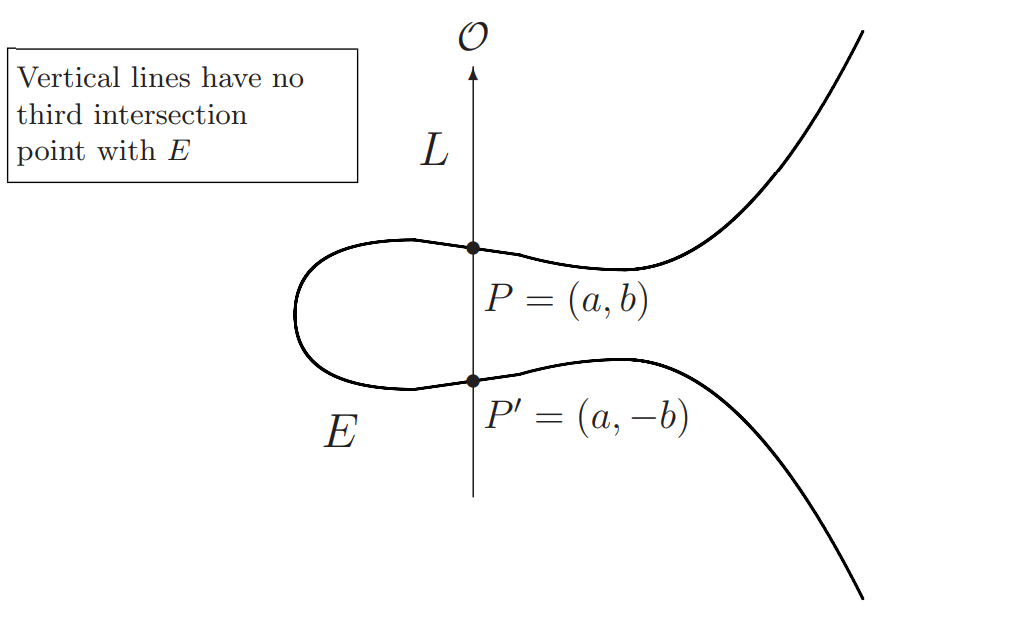 𝒪
Vertical lines have no
third intersection
point with E
L
P = (a, b)
P′ = (a, −b)
E